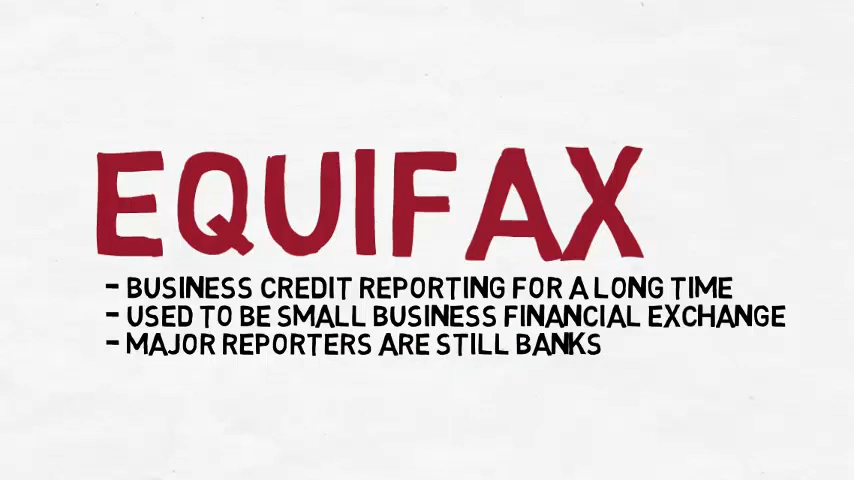 EQUIFAX
- BUSINESS CREDIT REPORTING FOR A LONG TIME
- USED TO BE SMALL BUSINESS FINANCIAL EXCHANGE
- MAJOR REPORTERS ARE STILL BANKS